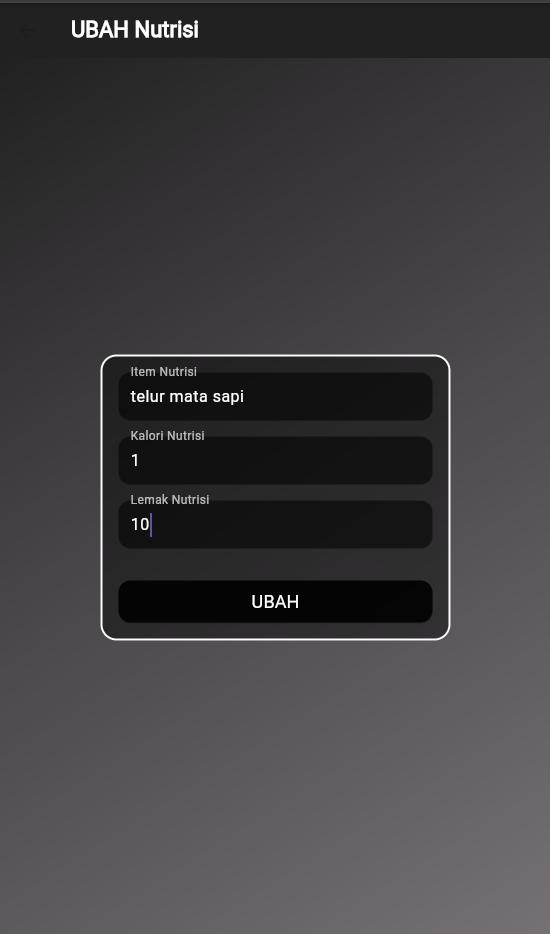 UBAH Nutrisi
Item Nutrisi
telur mata sapi
Kalori Nutrisi
1
Lemak Nutrisi
10
UBAH